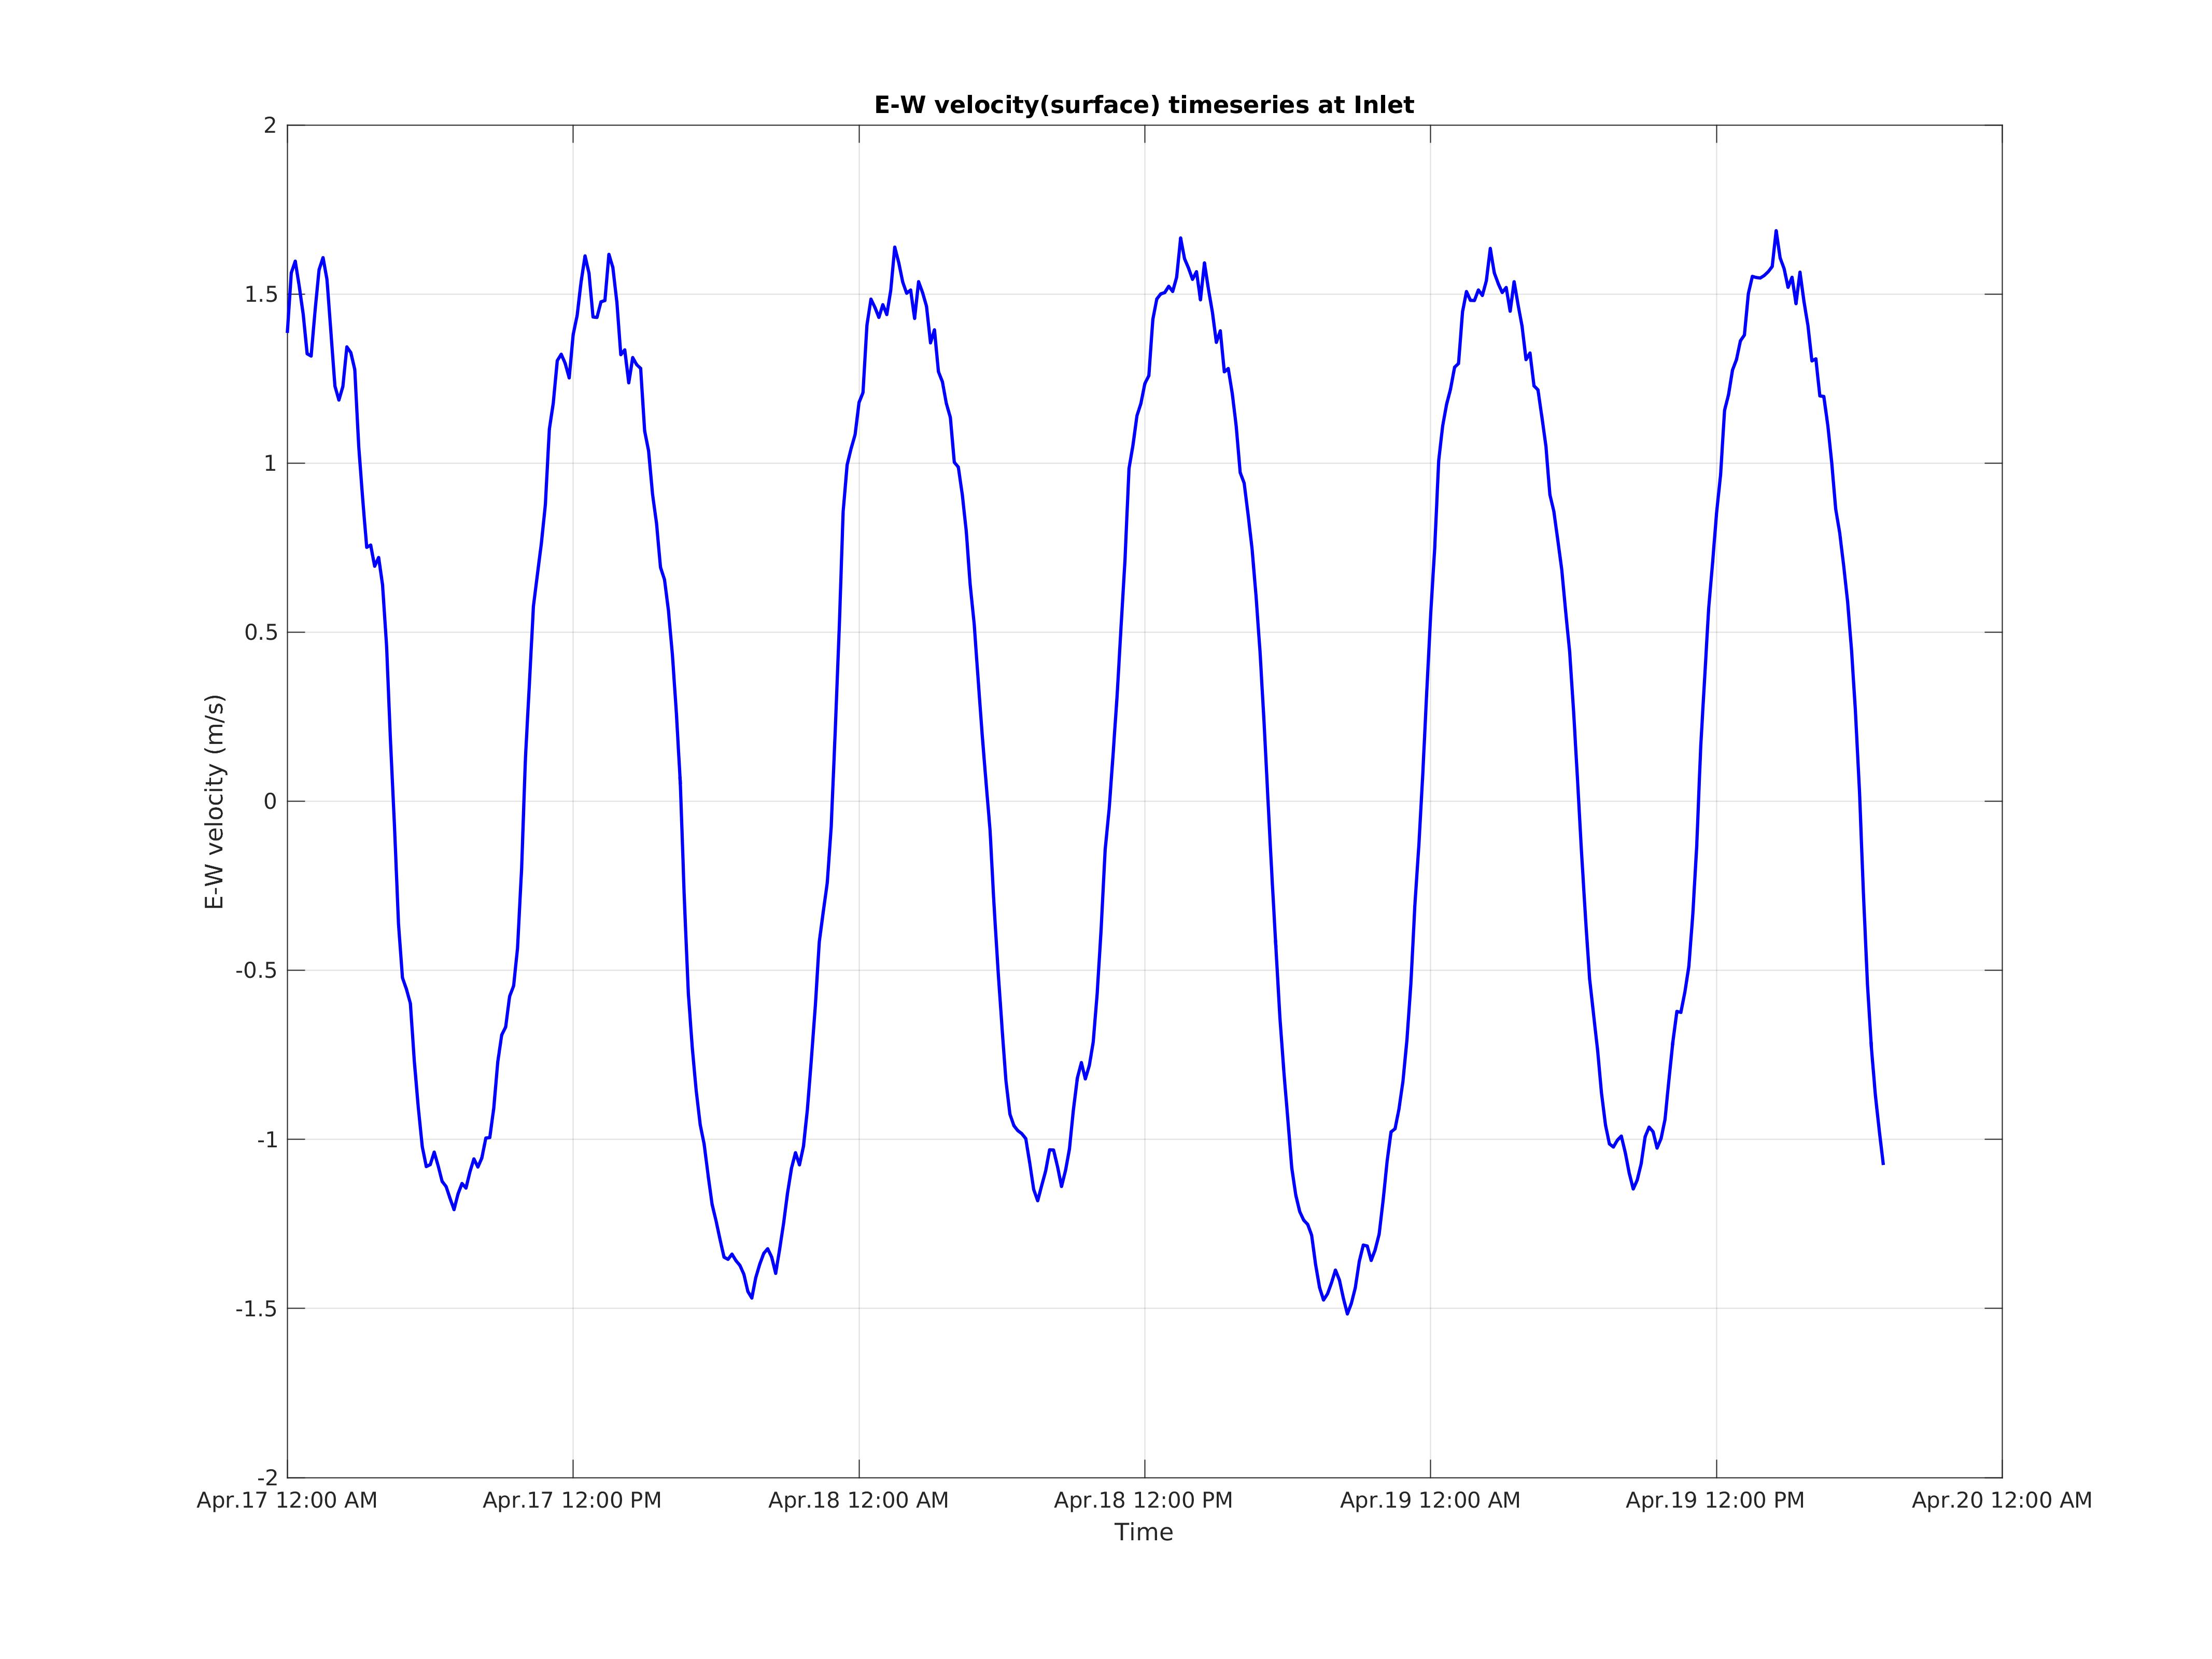 E-W velocity(surface) timeseries at Inlet
2
1.5
1
0.5
0
-0.5
-1
-1.5
-2
E-W velocity (m/s)
Apr.17 12:00 AM Apr.17 12:00 PM Apr.18 12:00 AM Apr.18 12:00 PM Apr.19 12:00 AM Apr.19 12:00 PM Apr.20 12:00 AM
Time